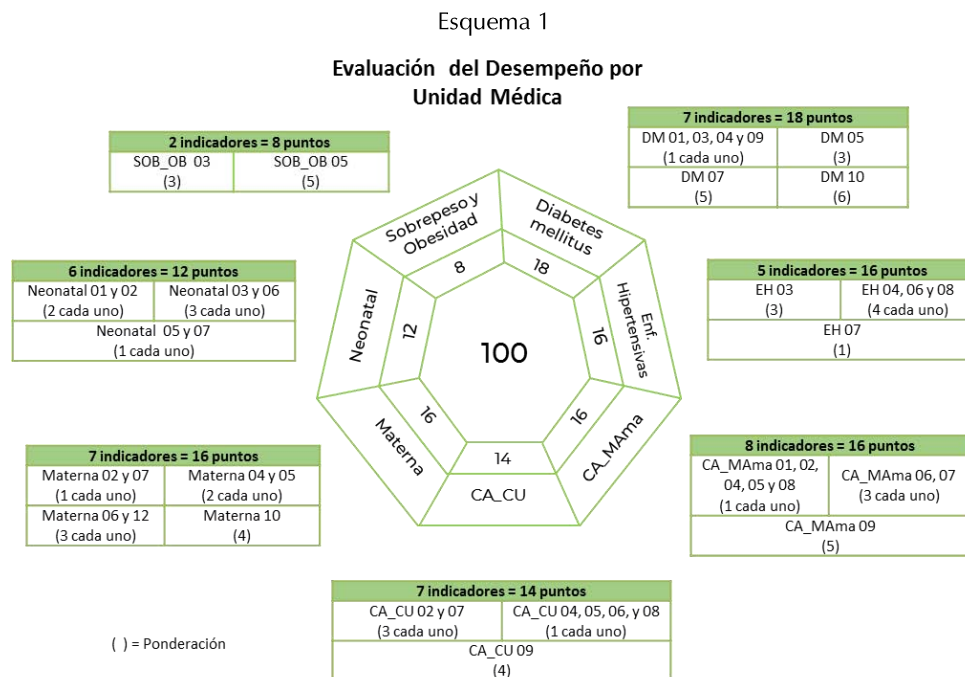 Esquema 1
Evaluación del Desempeño por
Unidad Médica
2 indicadores = 8 puntos
SOB_OB 03
(3)
SOB_OB 05
(5)
7 indicadores = 18 puntos
DM 01, 03, 04 y 09
(1 cada uno)
DM 05
(3)
DM 07
(5)
DM 10
(6)
6 indicadores = 12 puntos
Neonatal 01 y 02
(2 cada uno)
Neonatal 03 y 06
(3 cada uno)
Neonatal 05 y 07
(1 cada uno)
5 indicadores = 16 puntos
EH 03
(3)
EH 04, 06 y 08
(4 cada uno)
EH 07
(1)
Sobrepeso y
Obesidad
8
Diabetes
mellitus
18
Enf.
Hipertensivas
16
CA_MAma
16
CA_CU
14
Materna
16
Neonatal
12
100
7 indicadores = 16 puntos
Materna 02 y 07
(1 cada uno)
Materna 04 y 05
(2 cada uno)
Materna 06 y 12
(3 cada uno)
Materna 10
(4)
8 indicadores = 16 puntos
CA_MAma 01, 02,
04, 05 y 08
(1 cada uno)
CA_MAma 06, 07
(3 cada uno)
CA_MAma 09
(5)
7 indicadores = 14 puntos
CA_CU 02 y 07
(3 cada uno)
CA_CU 04, 05, 06, y 08
(1 cada uno)
CA_CU 09
(4)
( ) = Ponderación